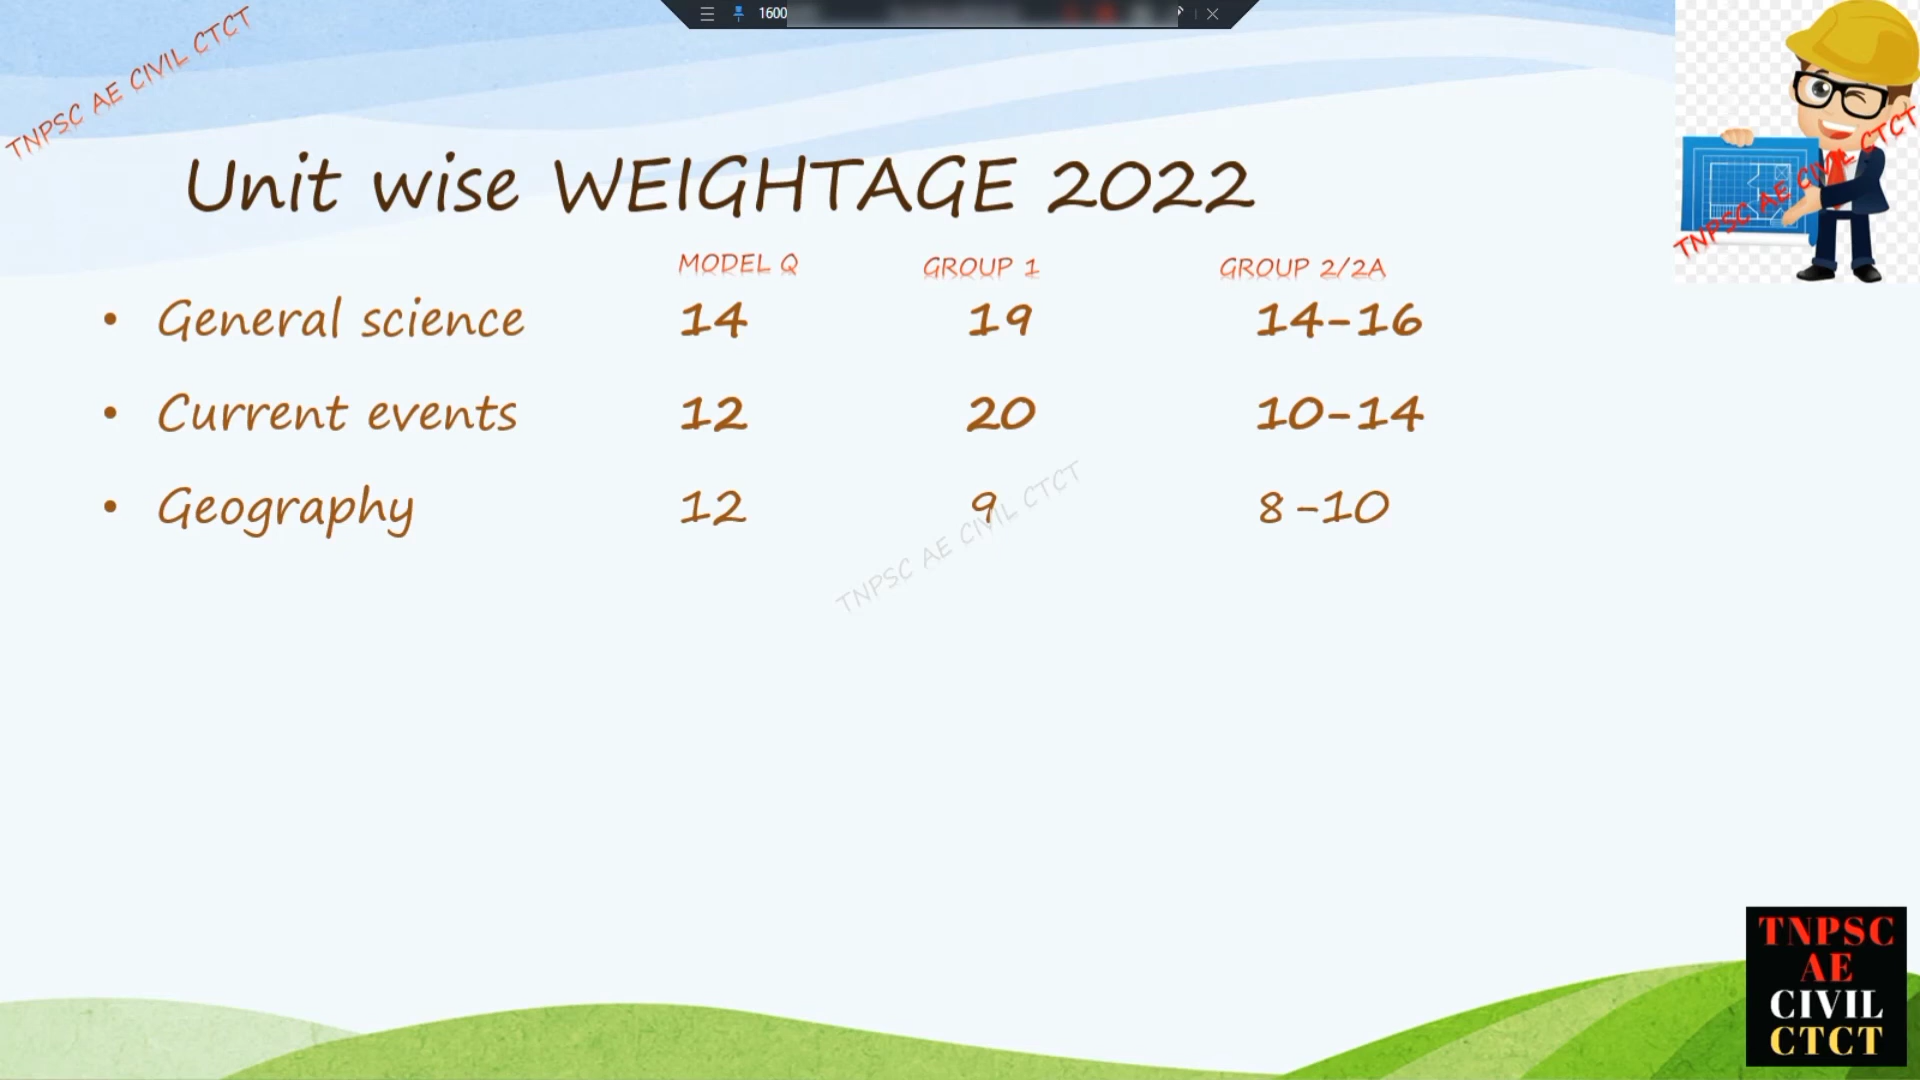 1600
TNPSC AE CIVIL CTCT
TNPSC AE CIVIL CTCT
Unit wise WEIGHTAGE 2022
MODEL Q GROUP 1 GROUP 2/2A
• General science 14 19 14-16
• Current events 12 20 10-14
• Geography 12 9 8 -10
TNPSC AE CIVIL CTCT
TNPSC
AE
CIVIL
CTCT